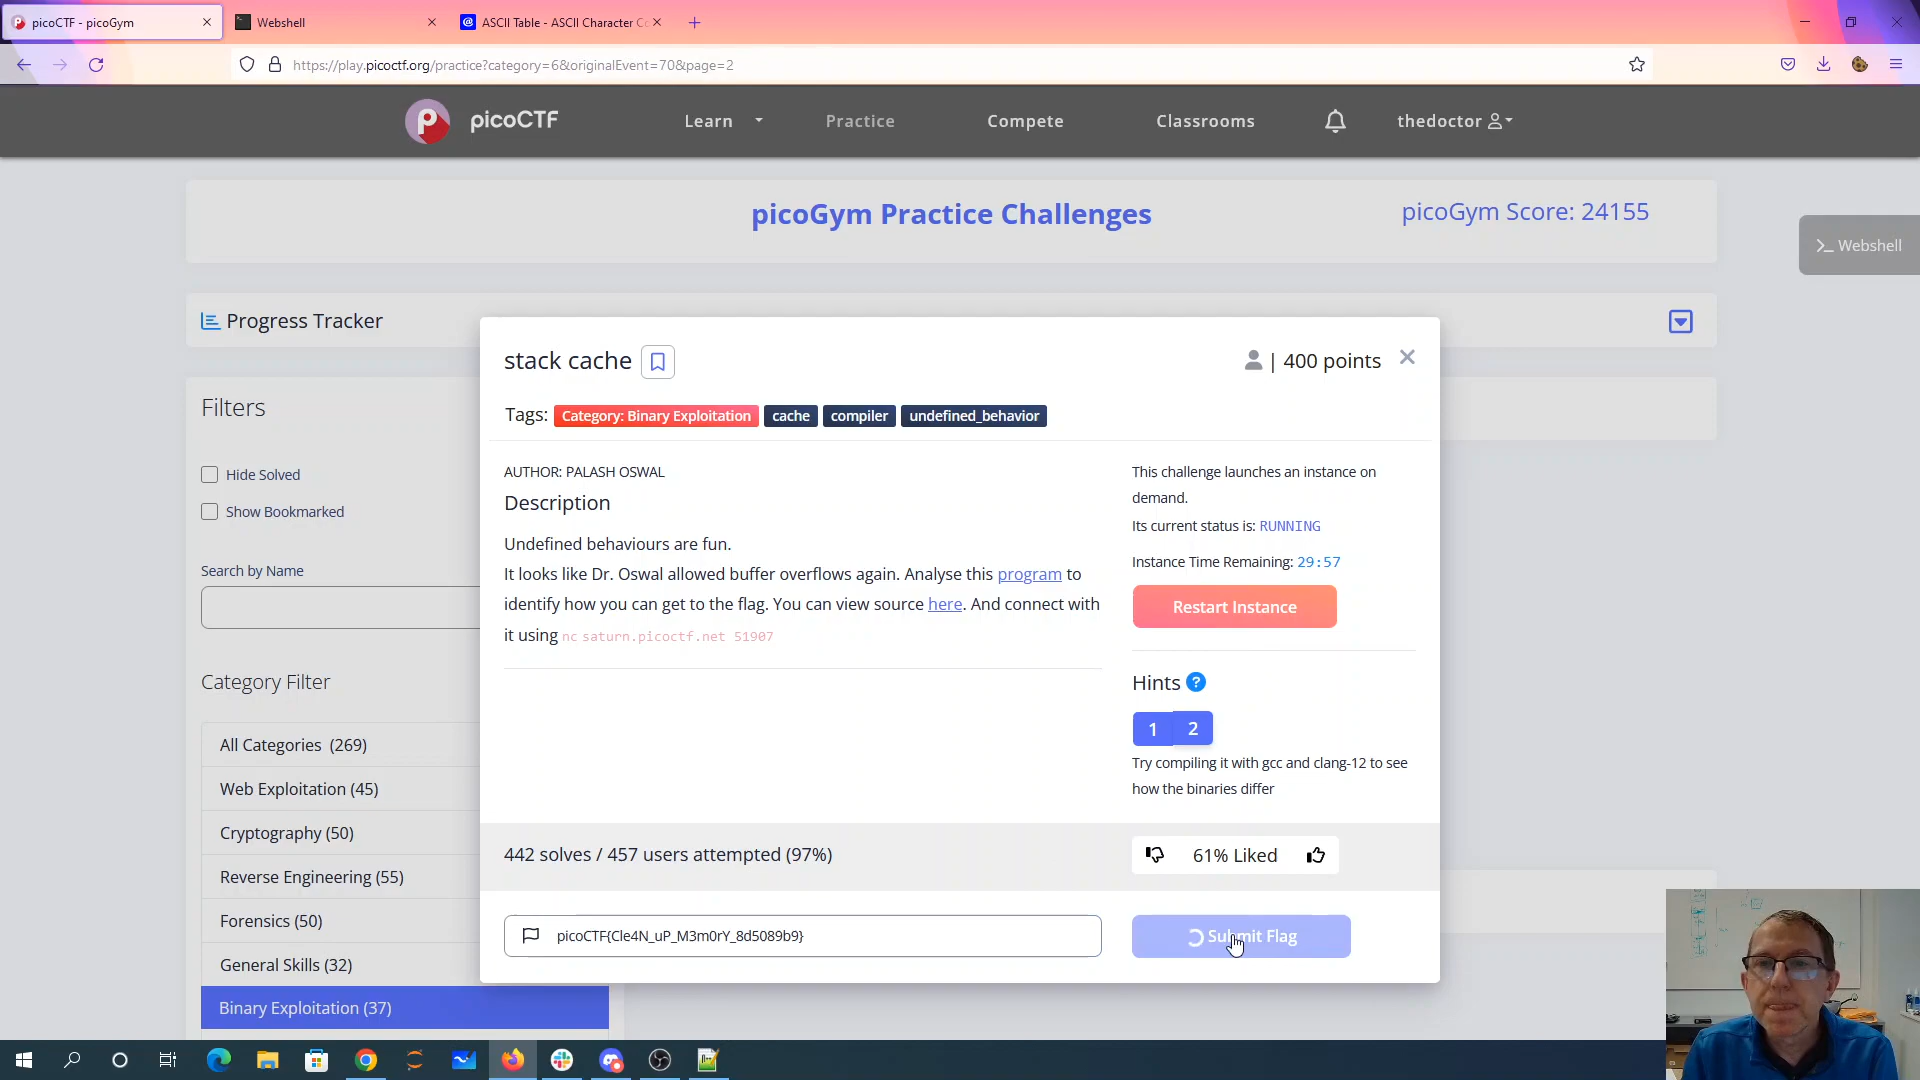 picoCTF - picoGym
Webshell
ASCII Table - ASCII Character Co
https://play.picoctf.org/practice?category=6&originalEvent=70&page=2
picoCTF
Learn
Practice
Compete
Classrooms
thedoctor
picoGym Practice Challenges
picoGym Score: 24155
>_ Webshell
Progress Tracker
stack cache
| 400 points
Filters
Tags: Category: Binary Exploitation cache compiler undefined_behavior
Hide Solved
Show Bookmarked
Search by Name
AUTHOR: PALASH OSWAL
Description
Undefined behaviours are fun.
It looks like Dr. Oswal allowed buffer overflows again. Analyse this program to
identify how you can get to the flag. You can view source here. And connect with
it using nc saturn.picoctf.net 51907
This challenge launches an instance on
demand.
Its current status is: RUNNING
Instance Time Remaining: 29:57
Restart Instance
Hints ?
1 2
Try compiling it with gcc and clang-12 to see
how the binaries differ
Category Filter
All Categories (269)
Web Exploitation (45)
Cryptography (50)
Reverse Engineering (55)
Forensics (50)
General Skills (32)
Binary Exploitation (37)
442 solves / 457 users attempted (97%)
61% Liked
picoCTF{Cle4N_uP_M3m0rY_8d5089b9}
Submit Flag